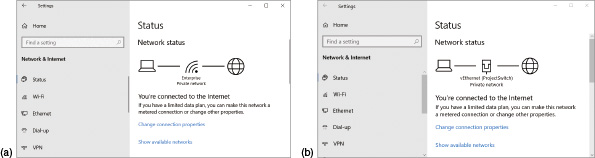 (a)
Settings
Home
Find a setting
Network & Internet
Status
Wi-Fi
Ethernet
Dial-up
VPN
Status
Network status
Enterprise
Private network
You're connected to the Internet
If you have a limited data plan, you can make this network a
metered connection or change other properties.
Change connection properties
Show available networks
(b)
Settings
Home
Find a setting
Network & Internet
Status
Wi-Fi
Ethernet
Dial-up
VPN
Status
Network status
vEthernet (ProjectSwitch)
Private network
You're connected to the Internet
If you have a limited data plan, you can make this network
a metered connection or change other properties.
Change connection properties
Show available networks